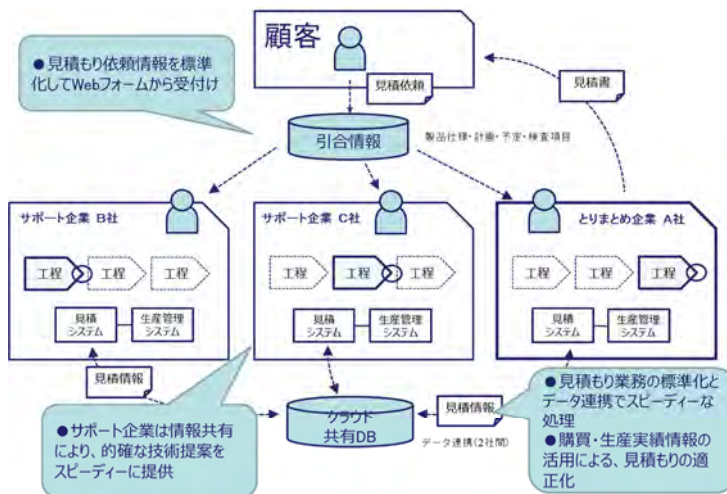 顧客
● 見積もり依頼情報を標準
化してWebフォームから受付け
見積依頼
見積書
引合情報
製品仕様・計画・予定・検査項目
サポート企業 B社
サポート企業 C社
とりまとめ企業 A社
工程
工程
工程
工程
工程
工程
工程
工程
工程
見積
システム
生産管理
システム
見積
システム
生産管理
システム
見積
システム
生産管理
システム
見積情報
● サポート企業は情報共有
により、的確な技術提案を
スピーディーに提供
クラウド
共有DB
見積情報
データ連携(2社間)
● 見積もり業務の標準化と
データ連携でスピーディーな
処理
● 購買・生産実績情報の
活用による、見積もりの適
正化